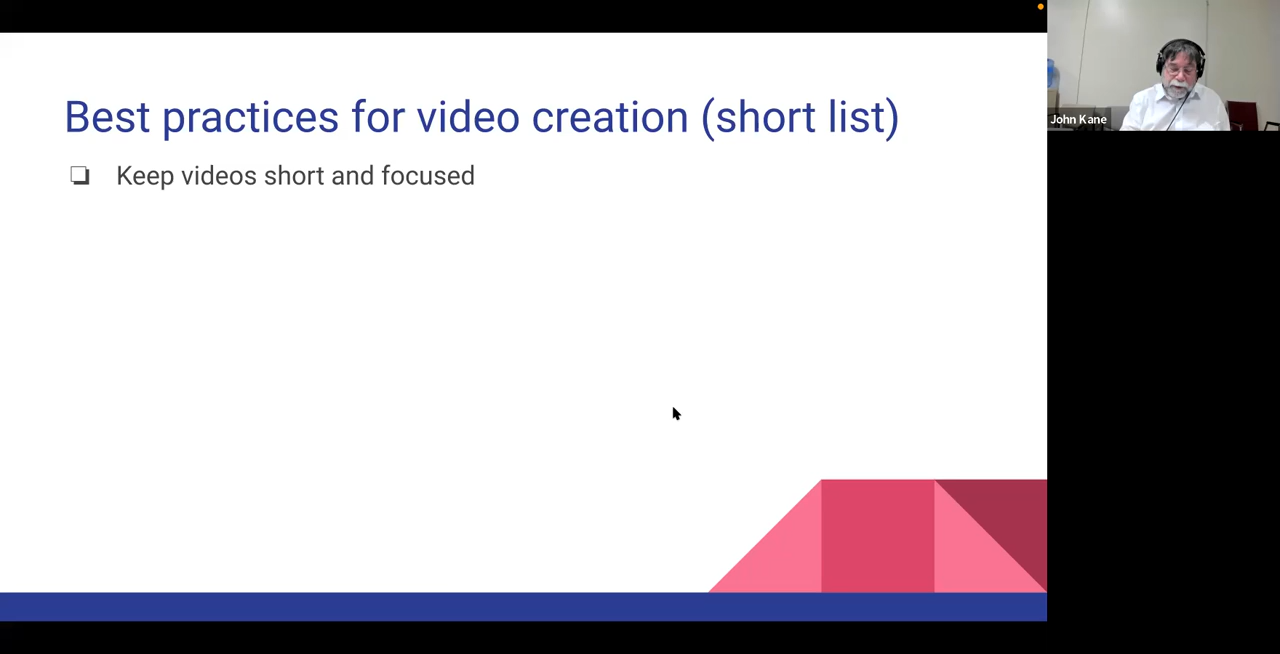 Best practices for video creation (short list)
❏ Keep videos short and focused
John Kane